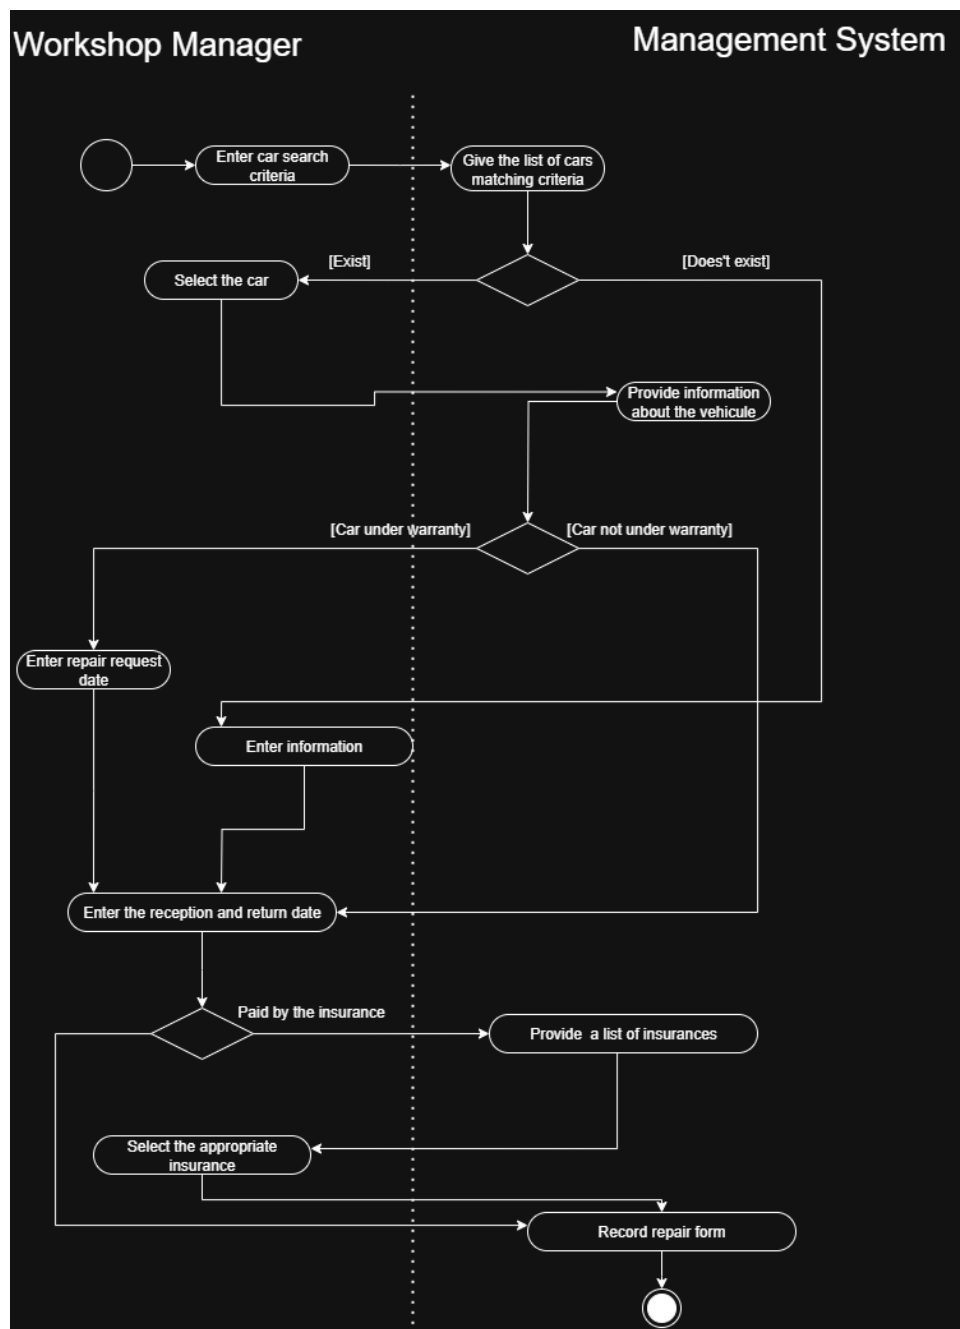 Workshop Manager
Management System
Enter car search
criteria
Give the list of cars
matching criteria
[Exist]
[Does't exist]
Select the car
Provide information
about the vehicule
[Car under warranty]
[Car not under warranty]
Enter repair request
date
Enter information
Enter the reception and return date
Paid by the insurance
Provide a list of insurances
Select the appropriate
insurance
Record repair form